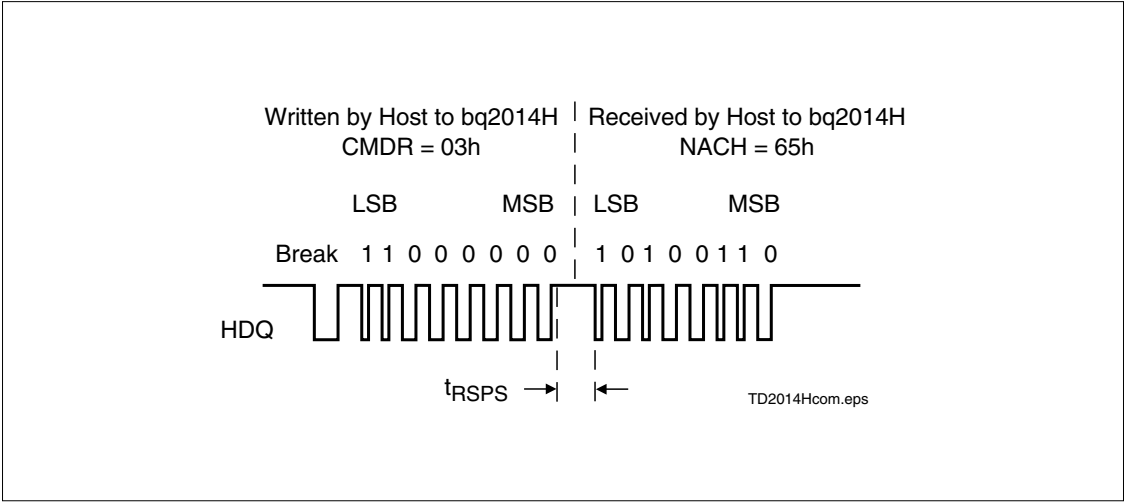 Written by Host to bq2014H
CMDR = 03h
Received by Host to bq2014H
NACH = 65h
LSB MSB LSB MSB
Break 1 1 0 0 0 0 0 0 1 0 1 0 0 1 1 0
HDQ
tRSPS
TD2014Hcom.eps